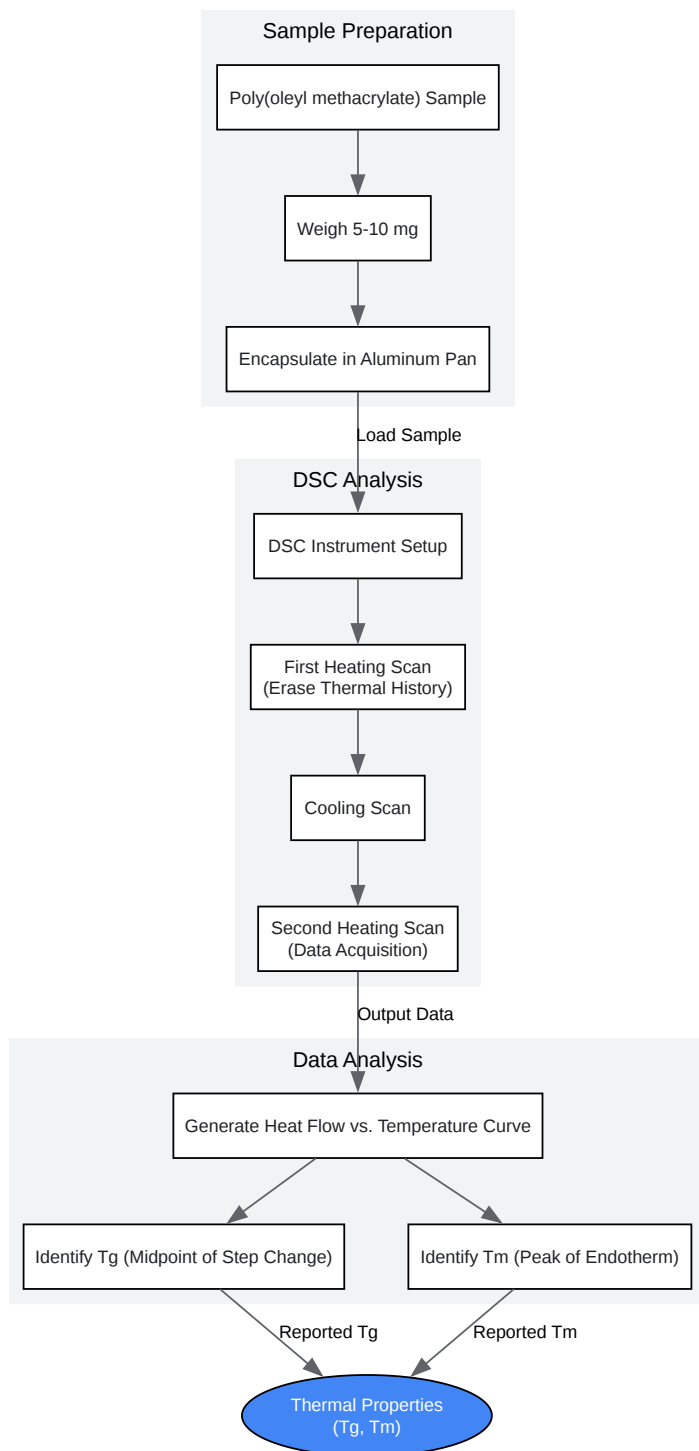 Sample Preparation
Poly(oleyl methacrylate) Sample
Weigh 5-10 mg
Encapsulate in Aluminum Pan
Load Sample
DSC Analysis
DSC Instrument Setup
First Heating Scan
(Erase Thermal History)
Cooling Scan
Second Heating Scan
(Data Acquisition)
Output Data
Data Analysis
Generate Heat Flow vs. Temperature Curve
Identify Tg (Midpoint of Step Change)
Identify Tm (Peak of Endotherm)
Reported Tg
Reported Tm
Thermal Properties
(Tg, Tm)